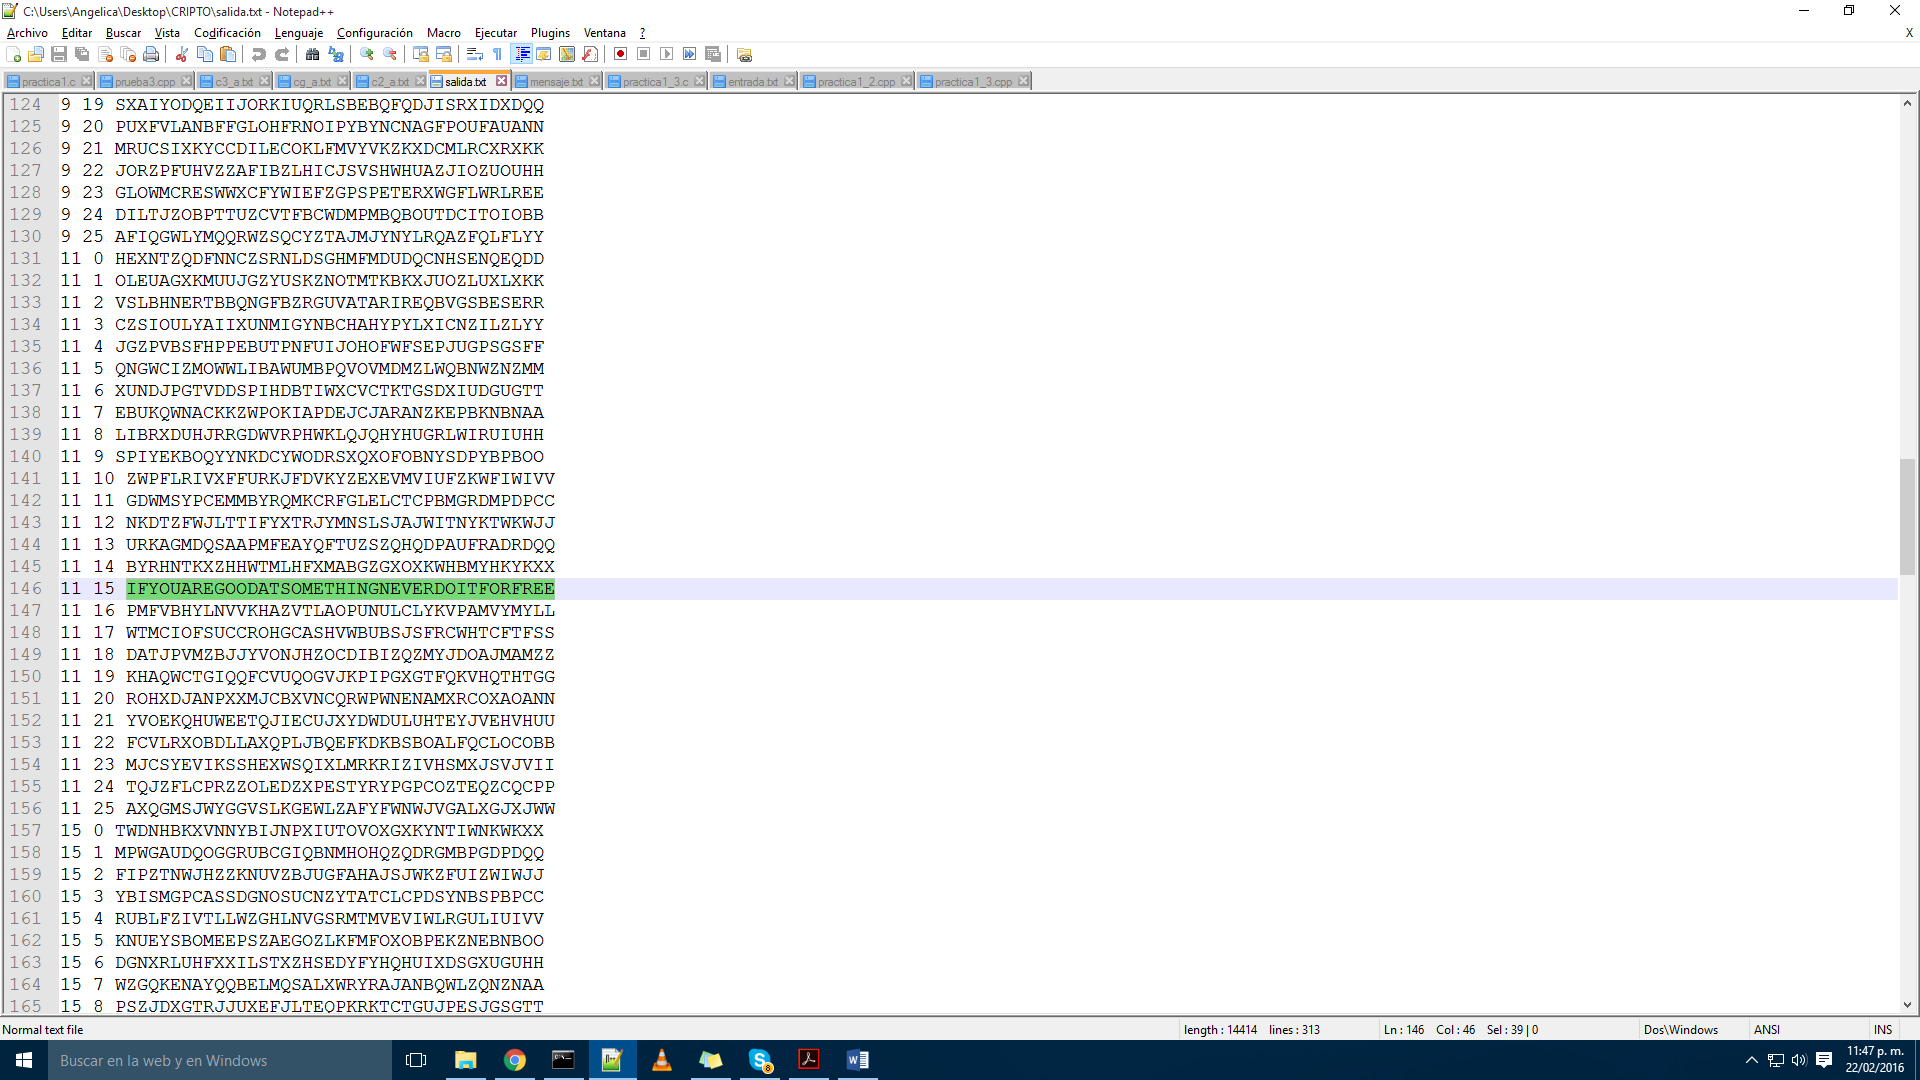 C:\Users\Angelica\Desktop\CRIPTO\salida.txt - Notepad++
Archivo Editar Buscar Vista Codificación Lenguaje Configuración Macro Ejecutar Plugins Ventana ? X
practica1.c prueba3.cpp c3_a.txt cg_a.txt c2_a.txt salida.txt mensaje.txt practica1_3.c entrada.txt practica1_2.cpp practica1_3.cpp
124 9 19 SXAIYODQEIIJORKIUQRLSBEBQFQDJISRXIDXDQQ
125 9 20 PUXFVLANBFFGLOHFRNOIPYBYNCNAGFPOUFAUANN
126 9 21 MRUCSIXKYCCDILECOKLFMVYVKZKXDCMLRCXRXKK
127 9 22 JORZPFUHVZZAFIBZLHICJSVSHWHUAZJIOZUOUHH
128 9 23 GLOWMCRESWWXCFYWIEFZGPSPETERXWGFLWRLREE
129 9 24 DILTJZOBPTTUZCVTFBCWDMPMBQBOUTDCITOIOBB
130 9 25 AFIQGWLYMQQRWZSQCYZTAJMJYNYLRQAZFQLFLYY
131 11 0 HEXNTZQDFNNCZSRNLDSGHMFMDUDQCNHSENQEQDD
132 11 1 OLEUAGXKMUUJGZYUSKZNOTMTKBKXJUOZLUXLXKK
133 11 2 VSLBHNERTBBQNGFBZRGUVATARIREQBVGSBESERR
134 11 3 CZSIOULYAIIXUNMIGYNBCHAHYPYLXICNZILZLYY
135 11 4 JGZPVBSFHPPEBUTPNFUIJOHOFWFSEPJUGPSGSFF
136 11 5 QNGWCIZMOWWLIBAWUMBPQVOVMDMZLWQBNWZNZMM
137 11 6 XUNDJPGTVDDSPIHDBTIWXCVCTKTGSDXIUDGUGTT
138 11 7 EBUKQWNACKKZWPOKIAPDEJCJARANZKEPBKNBNAA
139 11 8 LIBRXDUHJRRGDWVRPHWKLQJQHYHUGRLWIRUIUHH
140 11 9 SPIYEKBOQYYNKDCYWODRSXQXOFOBNYSDPYBPBOO
141 11 10 ZWPFLRIVXFFURKJFDVKYZEXEVMVIUFZKWFIWIVV
142 11 11 GDWMSYPCEMMBYRQMKCRFGLELCTCPBMGRDMPDPCC
143 11 12 NKDTZFWJLTTIFYXTRJYMNSLSJAJWITNYKTWKWJJ
144 11 13 URKAGMDQSAAPMFEAYQFTUZSZQHQDPAUFRADRDQQ
145 11 14 BYRHNTKXZHHWTMLHFXMABGZGXOXKWHBMYHKYKXX
146 11 15 IFYOUAREGOODATSOMETHINGNEVERDOITFORFREE
147 11 16 PMFVBHYLNVVKHAZVTLAOPUNULCLYKVPAMVYMYLL
148 11 17 WTMCIOFSUCCROHGCASHVWBUBSJSFRCWHTCFTFSS
149 11 18 DATJPVMZBJJYVONJHZOCDIBIZQZMYJDOAJMAMZZ
150 11 19 KHAQWCTGIQQFCVUQOGVJKPIPGXGTFQKVHQTHTGG
151 11 20 ROHXDJANPXXMJCBXVNCQRWPWNENAMXRCOXAOANN
152 11 21 YVOEKQHUWEETQJIECUJXYDWDULUHTEYJVEHVHUU
153 11 22 FCVLRXOBDLLAXQPLJBQEFKDKBSBOALFQCLOCOBB
154 11 23 MJCSYEVIKSSHEXWSQIXLMRKRIZIVHSMXJSVJVII
155 11 24 TQJZFLCPRZZOLEDZXPESTYRYPGPCOZTEQZCQCPP
156 11 25 AXQGMSJWYGGVSLKGEWLZAFYFWNWJVGALXGJXJWW
157 15 0 TWDNHBKXVNNYBIJNPXIUTOVOXGXKYNTIWNKWKXX
158 15 1 MPWGAUDQOGGRUBCGIQBNMHOHQZQDRGMBPGDPDQQ
159 15 2 FIPZTNWJHZZKNUVZBJUGFAHAJSJWKZFUIZWIWJJ
160 15 3 YBISMGPCASSDGNOSUCNZYTATCLCPDSYNBSPBPCC
161 15 4 RUBLFZIVTLLWZGHLNVGSRMTMVEVIWLRGULIUIVV
162 15 5 KNUEYSBOMEEPSZAEGOZLKFMFOXOBPEKZNEBNBOO
163 15 6 DGNXRLUHFXXILSTXZHSEDYFYHQHUIXDSGXUGUHH
164 15 7 WZGQKENAYQQBELMQSALXWRYRAJANBQWLZQNZNAA
165 15 8 PSZJDXGTRJJUXEFJLTEQPKRKTCTGUJPESJGSGTT
Normal text file length : 14414 lines : 313 Ln : 146 Col : 46 Sel : 39 | 0 Dos\Windows ANSI INS
Buscar en la web y en Windows 8 11:47 p. m.
22/02/2016